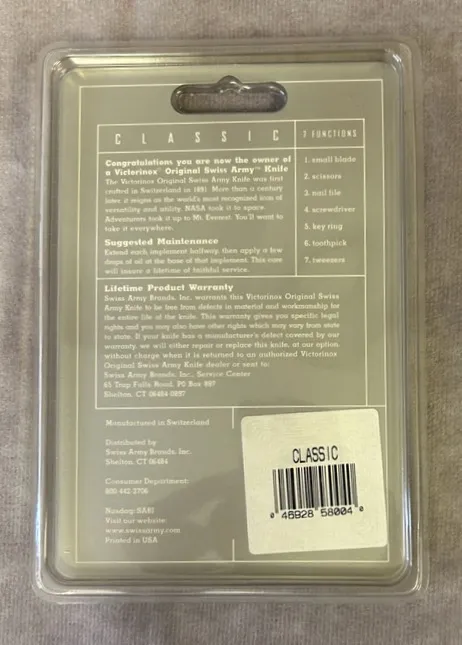 CLASSIC
7 FUNCTIONS
Congratulations you are now the owner of
a Victorinox® Original Swiss Army™ Knife
The Victorinox Original Swiss Army Knife was first
crafted in Switzerland in 1891. More than a century
later, it reigns as the world's most recognized icon of
versatility and utility. NASA took it to space.
Adventurers took it up to Mt. Everest. You'll want to
take it everywhere.
Suggested Maintenance
Extend each implement halfway, then apply a few
drops of oil at the base of that implement. This care
will insure a lifetime of faithful service.
1. small blade
2. scissors
3. nail file
4. screwdriver
5. key ring
6. toothpick
7. tweezers
Lifetime Product Warranty
Swiss Army Brands, Inc. warrants this Victorinox Original Swiss
Army Knife to be free from defects in material and workmanship for
the entire life of the knife. This warranty gives you specific legal
rights and you may also have other rights which may vary from state
to state. If your knife has a manufacturer's defect covered by our
warranty, we will either repair or replace this knife, at our option,
without charge when it is returned to an authorized Victorinox
Original Swiss Army Knife dealer or sent to:
Swiss Army Brands, Inc., Service Center
65 Trap Falls Road, PO Box 897
Shelton, CT 06484-0897
Manufactured in Switzerland
Distributed by
Swiss Army Brands, Inc.
Shelton, CT 06484
Consumer Department:
800-442-2706
Nasdaq: SABI
Visit our website:
www.swissarmy.com
Printed in USA
CLASSIC
0 46928 58004 0